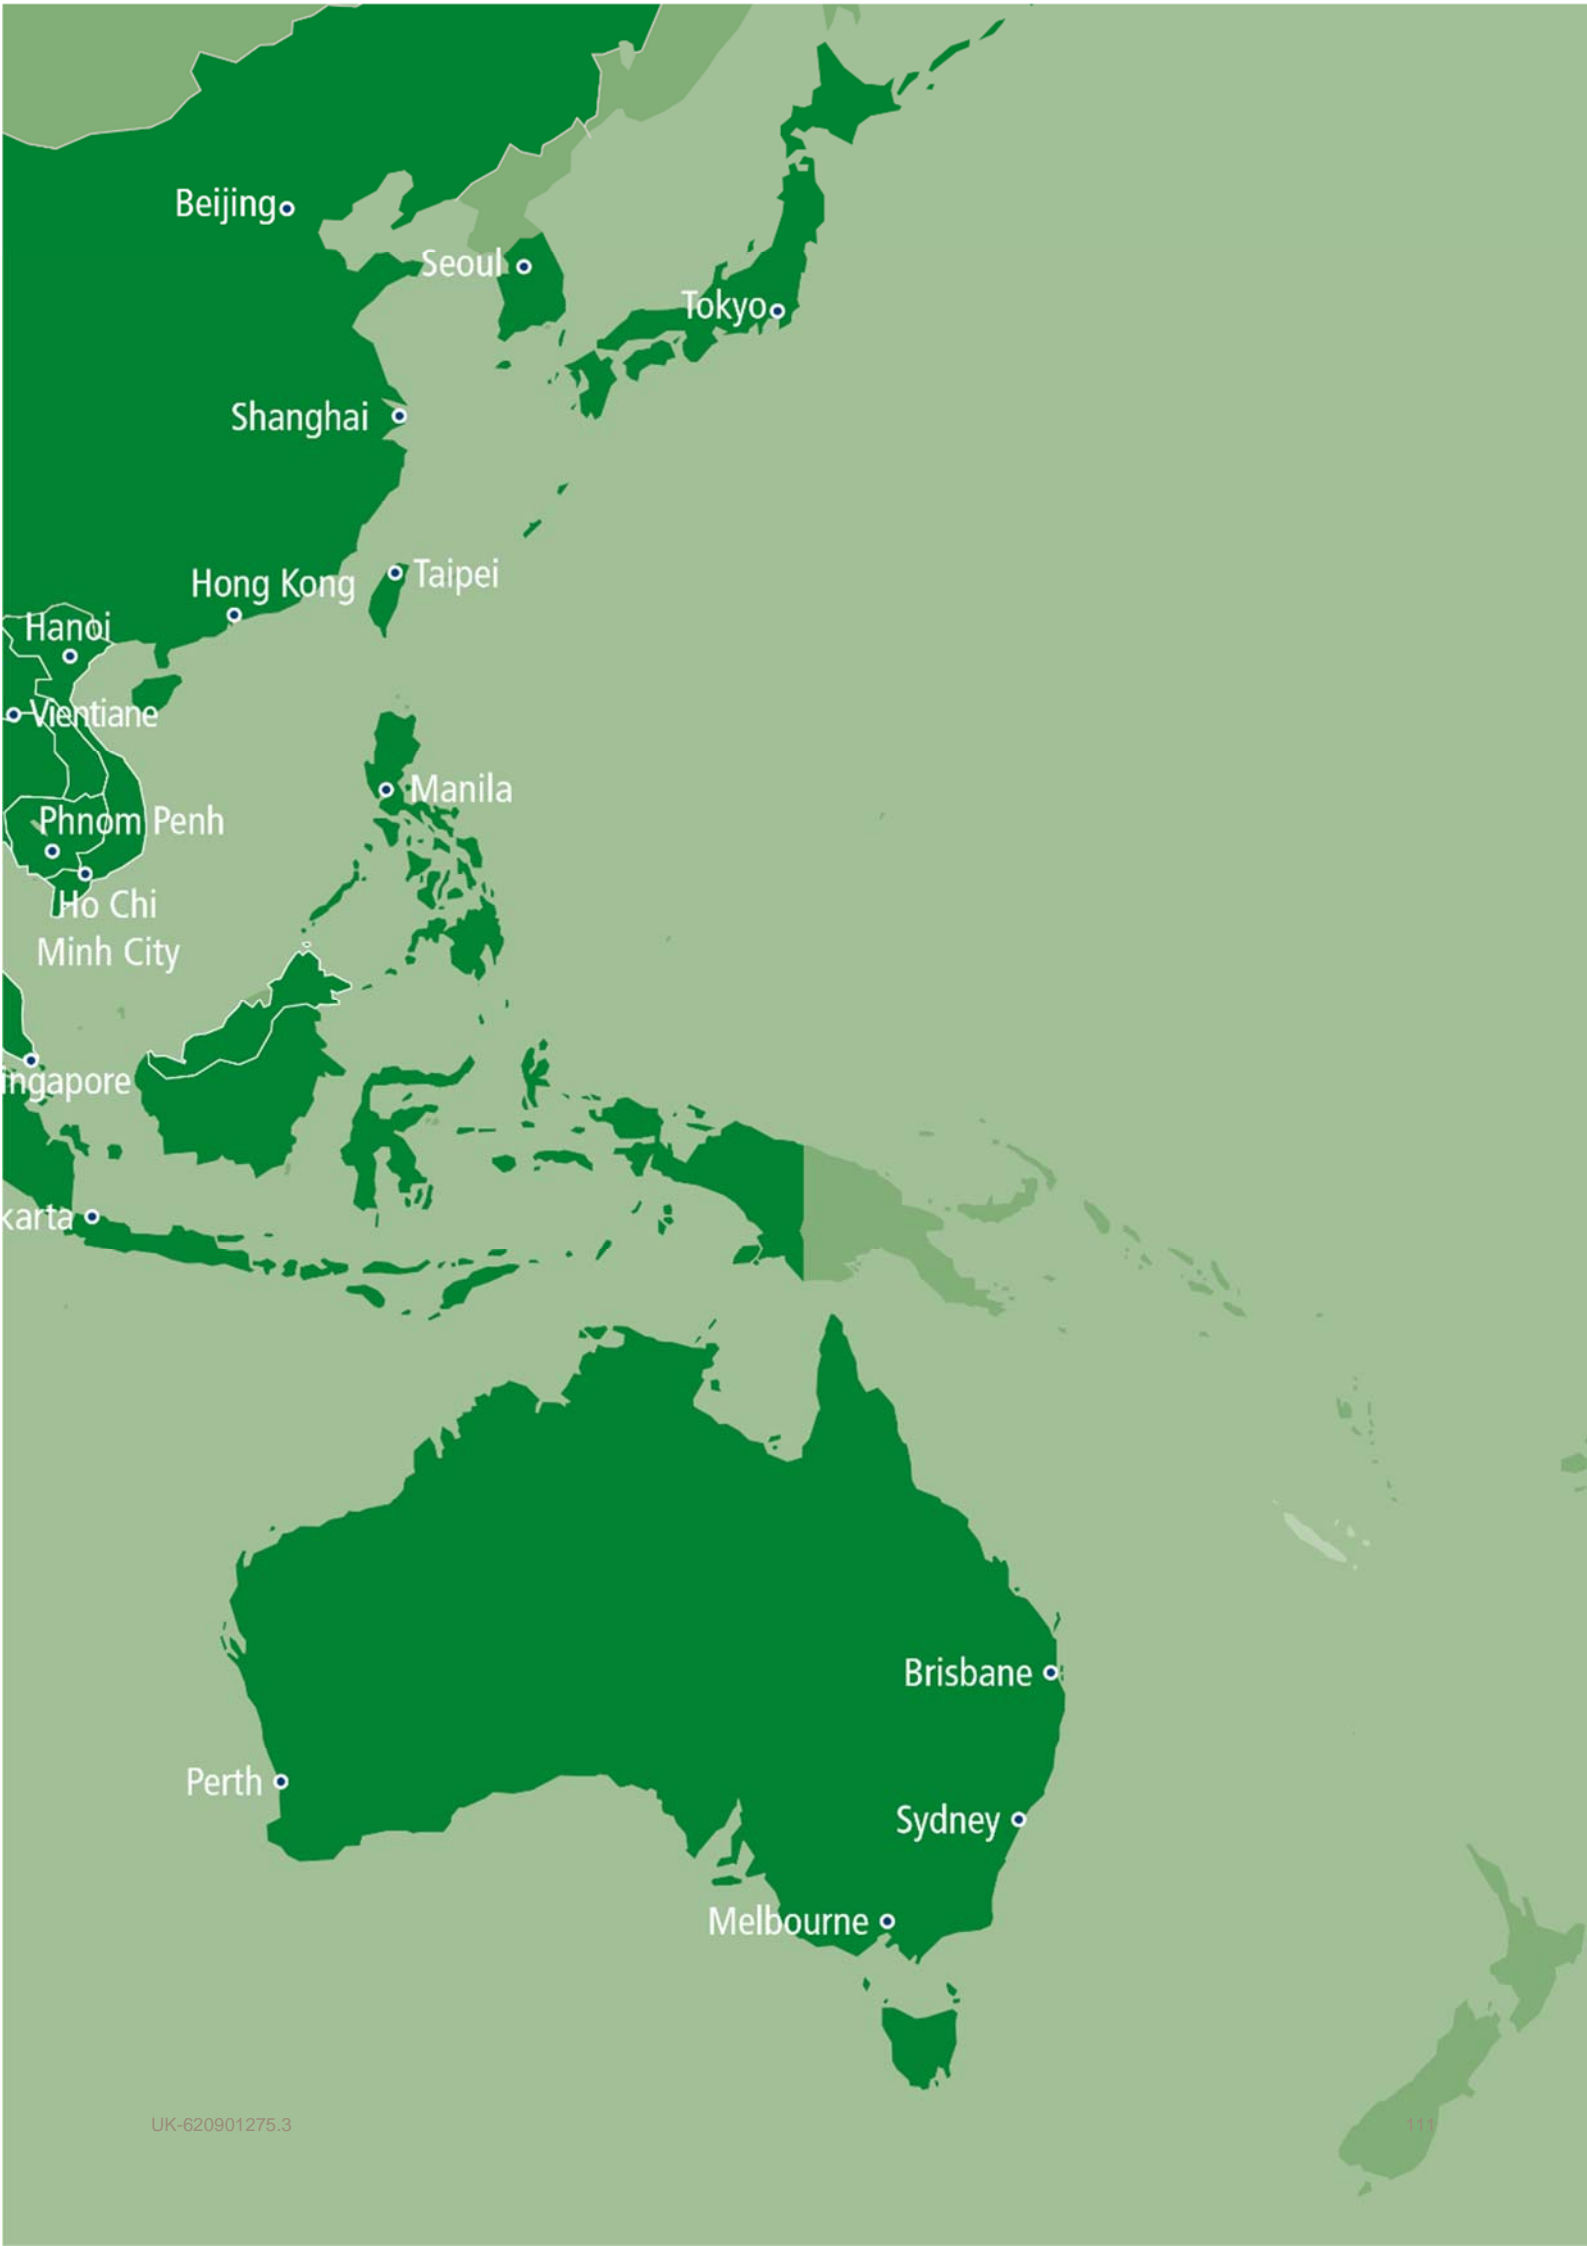 Beijing
Seoul
Tokyo
Shanghai
Taipei
Hong Kong
Hanoi
Vientiane
Manila
Phnom Penh
Ho Chi
Minh City
ingapore
karta
Brisbane
Perth
Sydney
Melbourne
UK-620901275.3
111